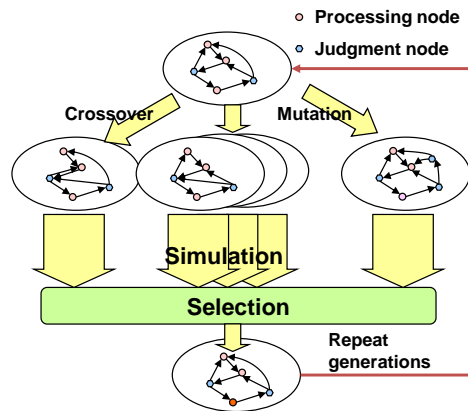 Processing node
Judgment node
Crossover
Mutation
Simulation
Selection
Repeat
generations